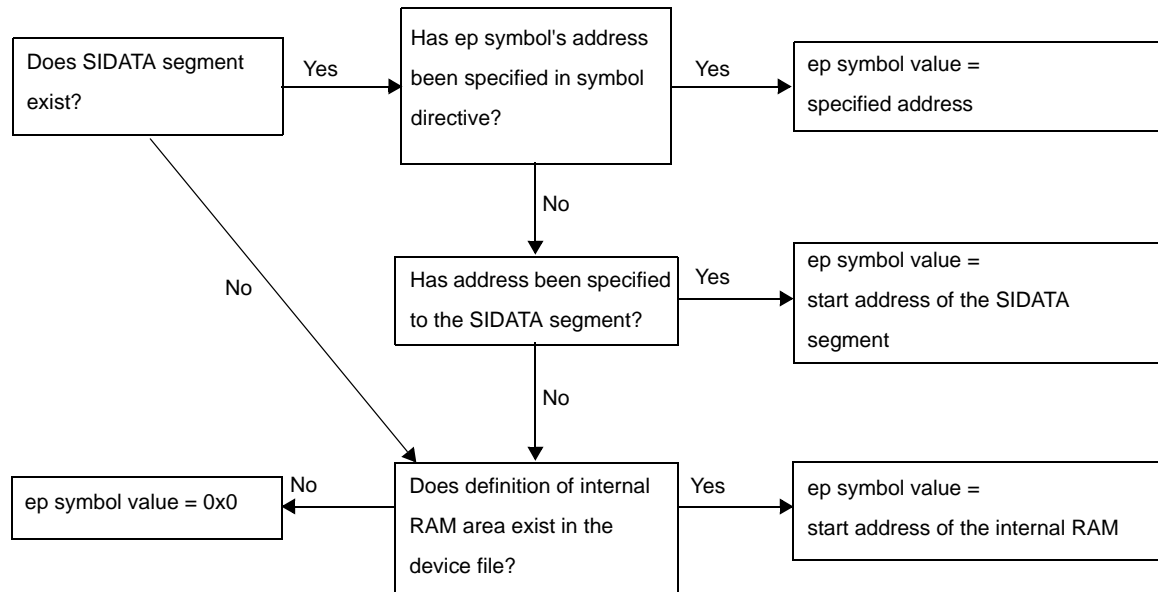 Does SIDATA segment
exist?
Yes
Has ep symbol's address
been specified in symbol
directive?
Yes
ep symbol value =
specified address
No
No
Has address been specified
to the SIDATA segment?
Yes
ep symbol value =
start address of the SIDATA
segment
No
ep symbol value = 0x0
No
Does definition of internal
RAM area exist in the
device file?
Yes
ep symbol value =
start address of the internal RAM